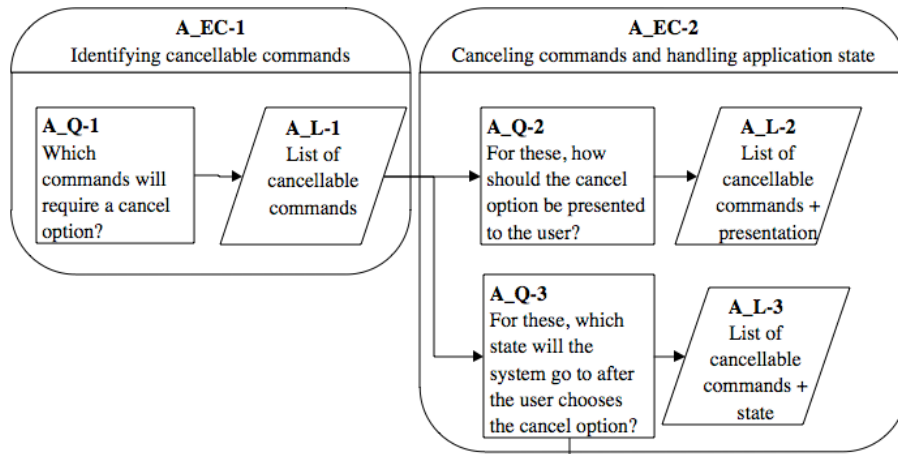 A_EC-1
Identifying cancellable commands
A_Q-1
Which
commands will
require a cancel
option?
A_L-1
List of
cancellable
commands
A_EC-2
Canceling commands and handling application state
A_Q-2
For these, how
should the cancel
option be presented
to the user?
A_L-2
List of
cancellable
commands +
presentation
A_Q-3
For these, which
state will the
system go to after
the user chooses
the cancel option?
A_L-3
List of
cancellable
commands +
state